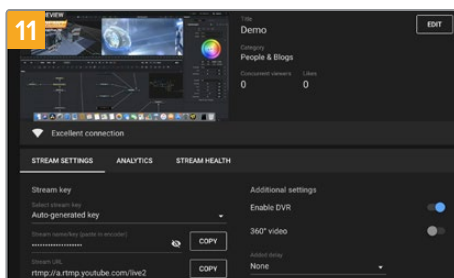 11
PREVIEW
Title
Demo
EDIT
Category
People & Blogs
Concurrent viewers Likes
0 0
Excellent connection
STREAM SETTINGS ANALYTICS STREAM HEALTH
Stream key
Additional settings
Select stream key
Auto-generated key
Enable DVR
Stream name/key (paste in encoder)
COPY
360° video
Stream URL
rtmp://a.rtmp.youtube.com/live2
COPY
Added delay
None